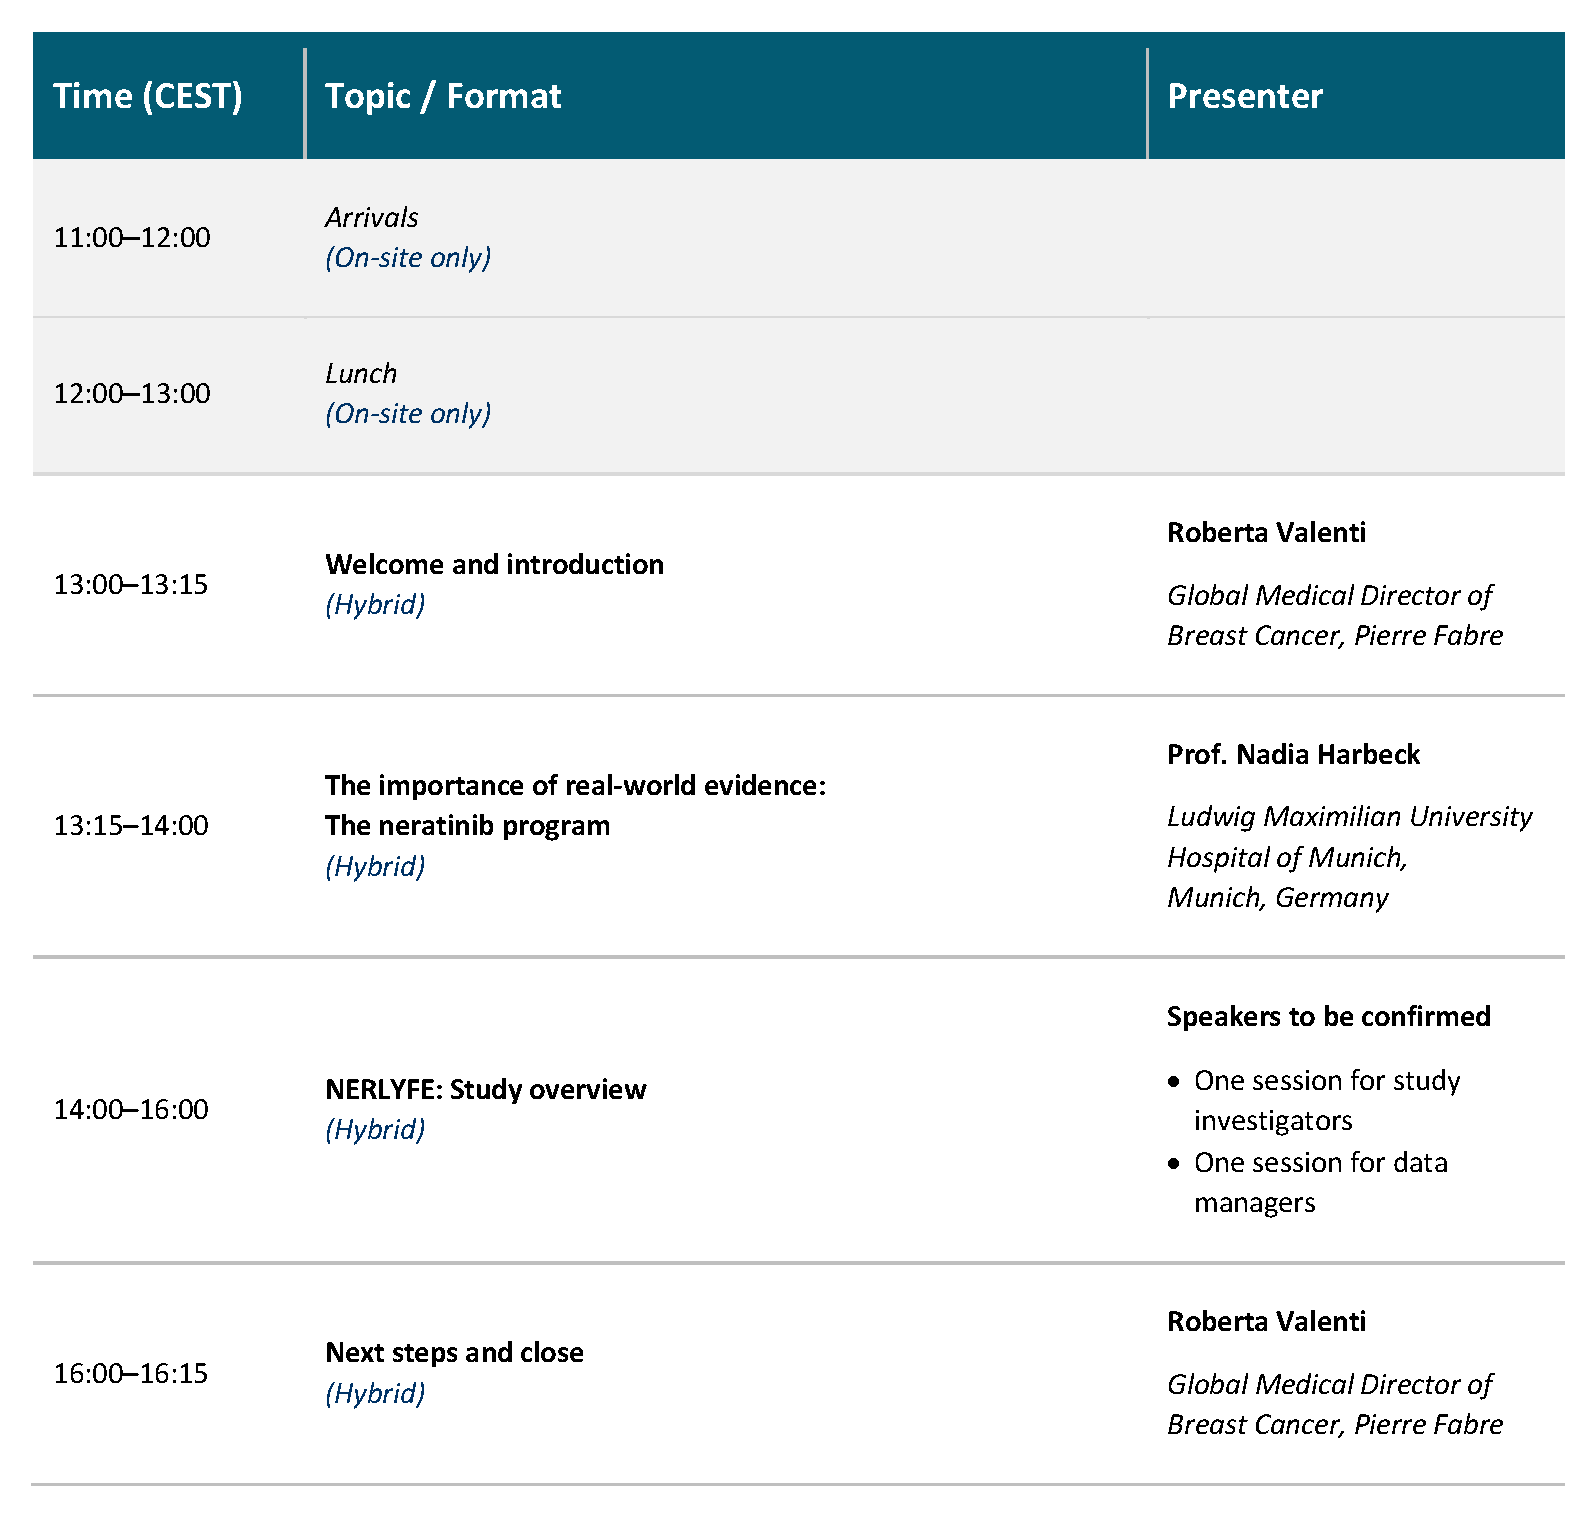 Time (CEST)
Topic / Format
Presenter
11:00–12:00
Arrivals
(On-site only)
12:00–13:00
Lunch
(On-site only)
13:00–13:15
Welcome and introduction
(Hybrid)
Roberta Valenti
Global Medical Director of
Breast Cancer, Pierre Fabre
13:15–14:00
The importance of real-world evidence:
The neratinib program
(Hybrid)
Prof. Nadia Harbeck
Ludwig Maximilian University
Hospital of Munich,
Munich, Germany
14:00–16:00
NERLYFE: Study overview
(Hybrid)
Speakers to be confirmed
• One session for study
investigators
• One session for data
managers
16:00–16:15
Next steps and close
(Hybrid)
Roberta Valenti
Global Medical Director of
Breast Cancer, Pierre Fabre